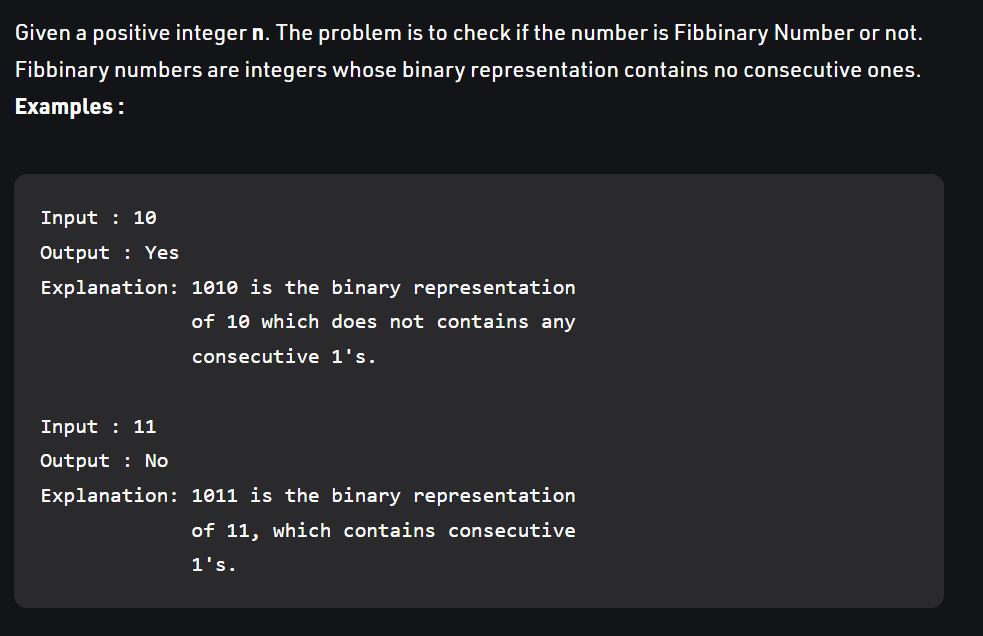 Given a positive integer n. The problem is to check if the number is Fibbinary Number or not.
Fibbinary numbers are integers whose binary representation contains no consecutive ones.
Examples :
Input : 10
Output : Yes
Explanation: 1010 is the binary representation
of 10 which does not contains any
consecutive 1's.
Input : 11
Output : No
Explanation: 1011 is the binary representation
of 11, which contains consecutive
1's.